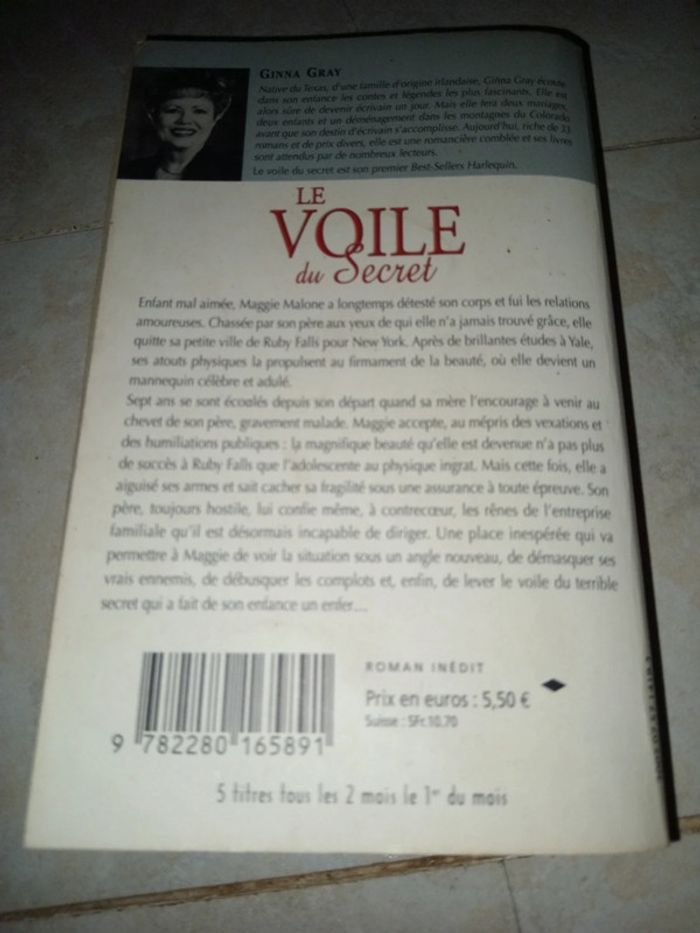 GINNA GRAY
Native du Texas, d'une famille d'origine irlandaise, Ginna Gray écoute
dans son enfance les contes et légendes les plus fascinants. Elle est
alors sûre de devenir écrivain un jour. Mais elle fera deux mariages,
deux enfants et un déménagement dans les montagnes du Colorado
avant que son destin d'écrivain s'accomplisse. Aujourd'hui, riche de 33
romans et de prix divers, elle est une romancière comblée et ses livres
sont attendus par de nombreux lecteurs.
Le voile du secret est son premier Best-Sellers Harlequin.
LE
VOILE
du Secret
Enfant mal aimée, Maggie Malone a longtemps détesté son corps et fui les relations
amoureuses. Chassée par son père aux yeux de qui elle n'a jamais trouvé grâce, elle
quitte sa petite ville de Ruby Falls pour New York. Après de brillantes études à Yale,
ses atouts physiques la propulsent au firmament de la beauté, où elle devient un
mannequin célèbre et adulé.
Sept ans se sont écoulés depuis son départ quand sa mère l'encourage à venir au
chevet de son père, gravement malade. Maggie accepte, au mépris des vexations et
des humiliations publiques : la magnifique beauté qu'elle est devenue n'a pas plus
de succès à Ruby Falls que l'adolescente au physique ingrat. Mais cette fois, elle a
aiguisé ses armes et sait cacher sa fragilité sous une assurance à toute épreuve. Son
père, toujours hostile, lui confie même, à contrecœur, les rênes de l'entreprise
familiale qu'il est désormais incapable de diriger. Une place inespérée qui va
permettre à Maggie de voir la situation sous un angle nouveau, de démasquer ses
vrais ennemis, de débusquer les complots et, enfin, de lever le voile du terrible
secret qui a fait de son enfance un enfer...
ROMAN INÉDIT
Prix en euros : 5,50 €
Suisse : SFr.10.70
9 782280 165891
5 titres tous les 2 mois le 1er du mois